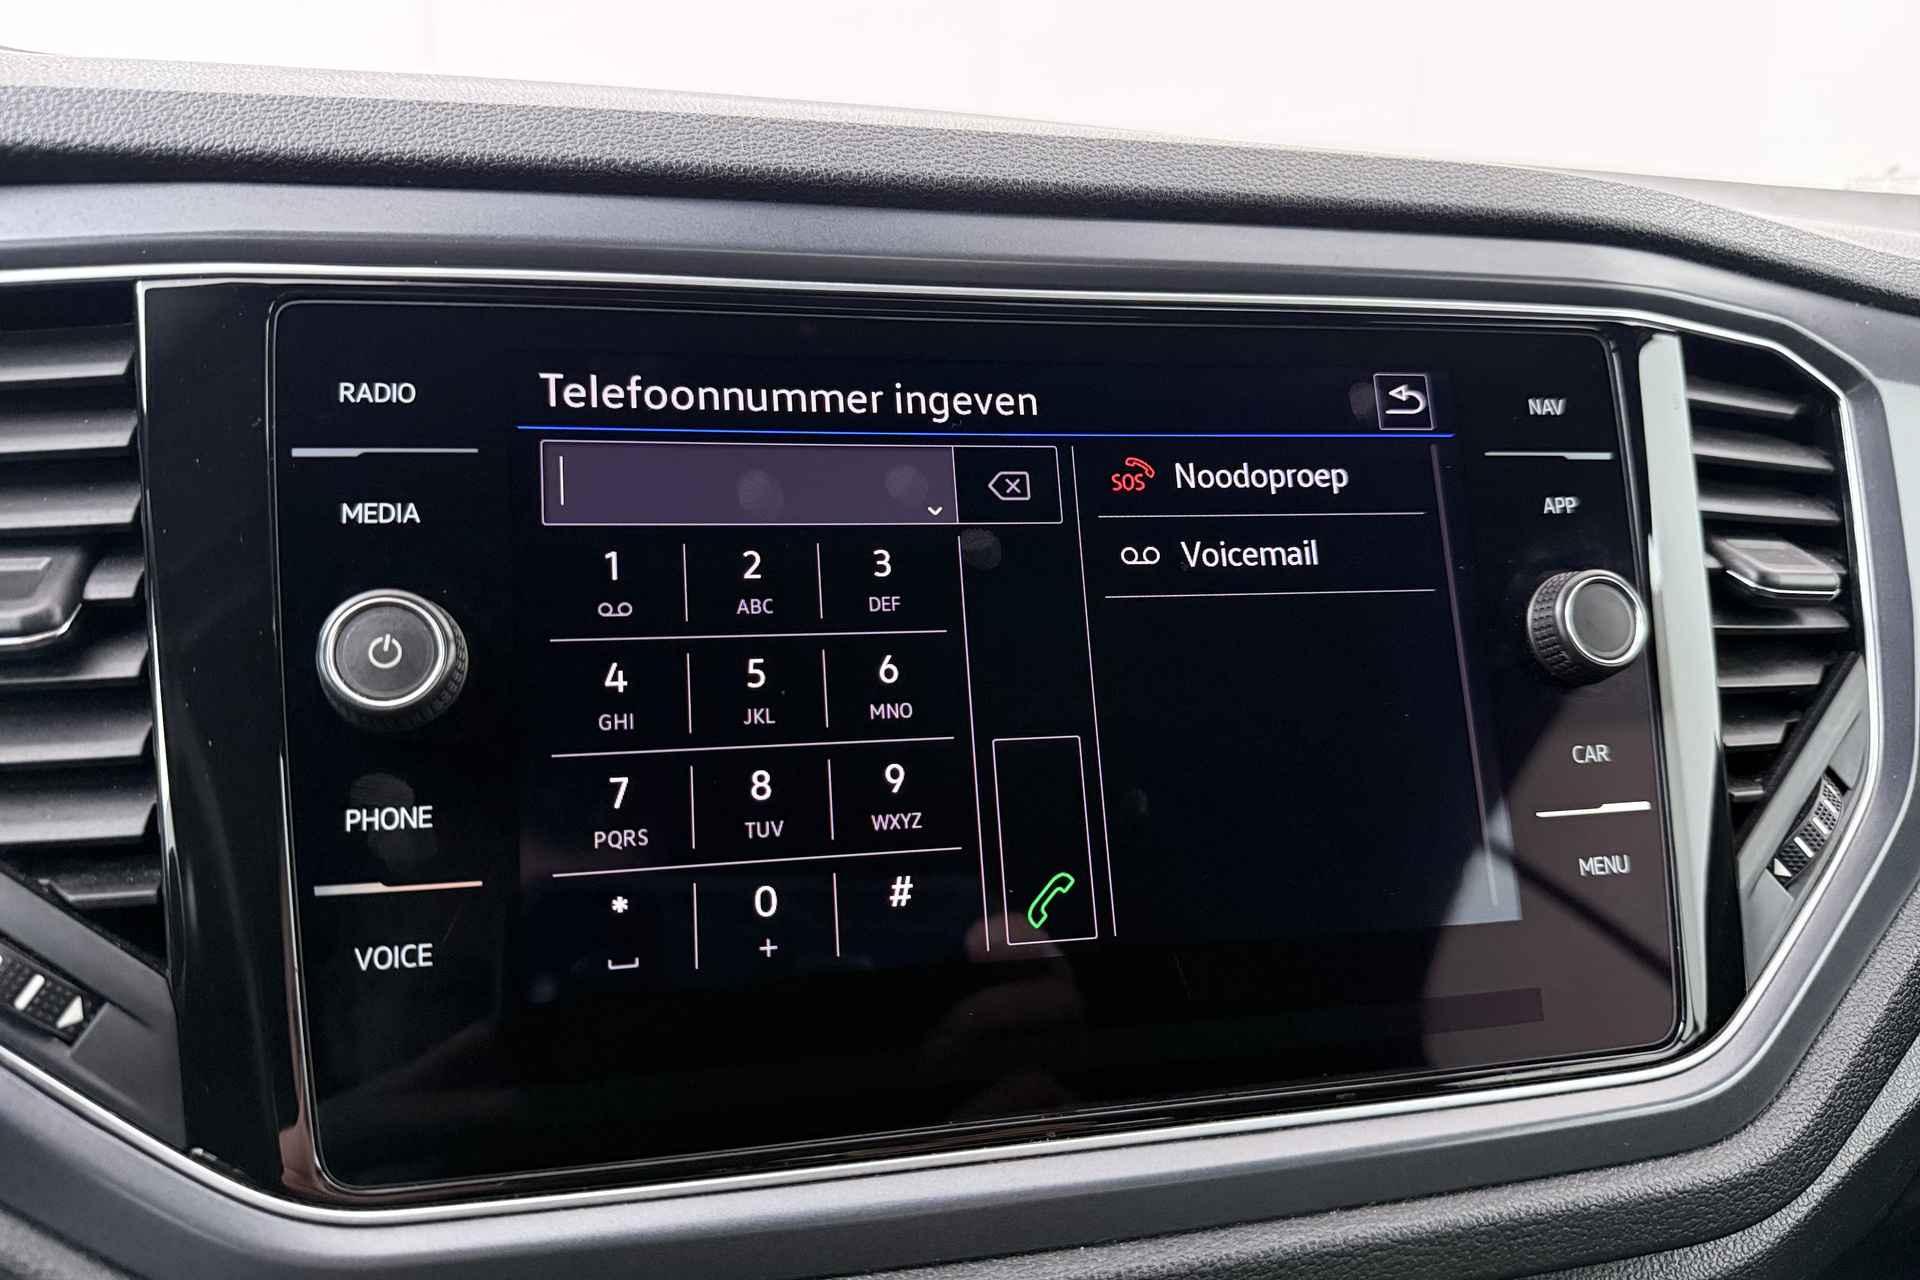 RADIO
MEDIA
PHONE
VOICE
Telefoonnummer ingeven
1
2
ABC
3
DEF
4
GHI
5
JKL
6
MNO
7
PQRS
8
TUV
9
WXYZ
*
0
+
#
SOS Noodoproep
Voicemail
NAV
APP
CAR
MENU